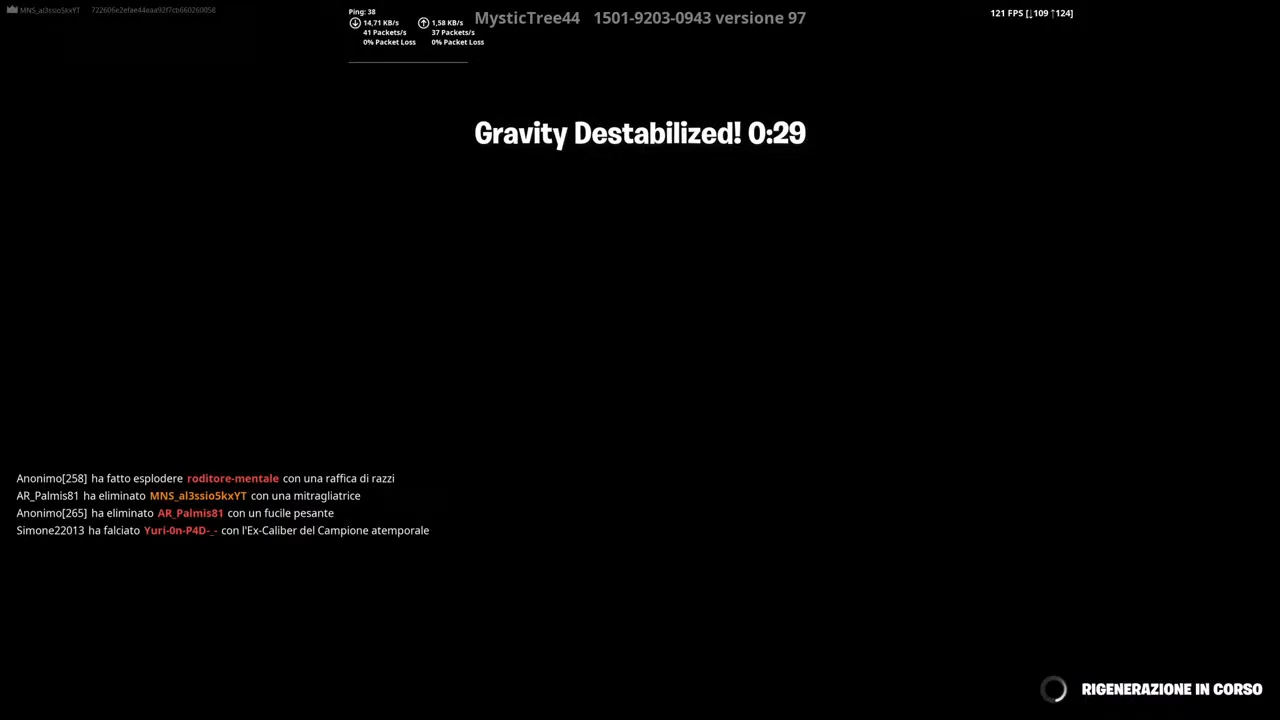 MNS_al3ssio5kxYT
Ping: 38
14,71 KB/s 1,58 KB/s
41 Packets/s 37 Packets/s
0% Packet Loss 0% Packet Loss
MysticTree44 1501-9203-0943 versione 97
121 FPS [↓109 ↑124]
Gravity Destabilized! 0:29
Anonimo[258] ha fatto esplodere roditore-mentale con una raffica di razzi
AR_Palmis81 ha eliminato MNS_al3ssio5kxYT con una mitragliatrice
Anonimo[265] ha eliminato AR_Palmis81 con un fucile pesante
Simone22013 ha falciato Yuri-0n-P4D-_- con l'Ex-Caliber del Campione atemporale
RIGENERAZIONE IN CORSO